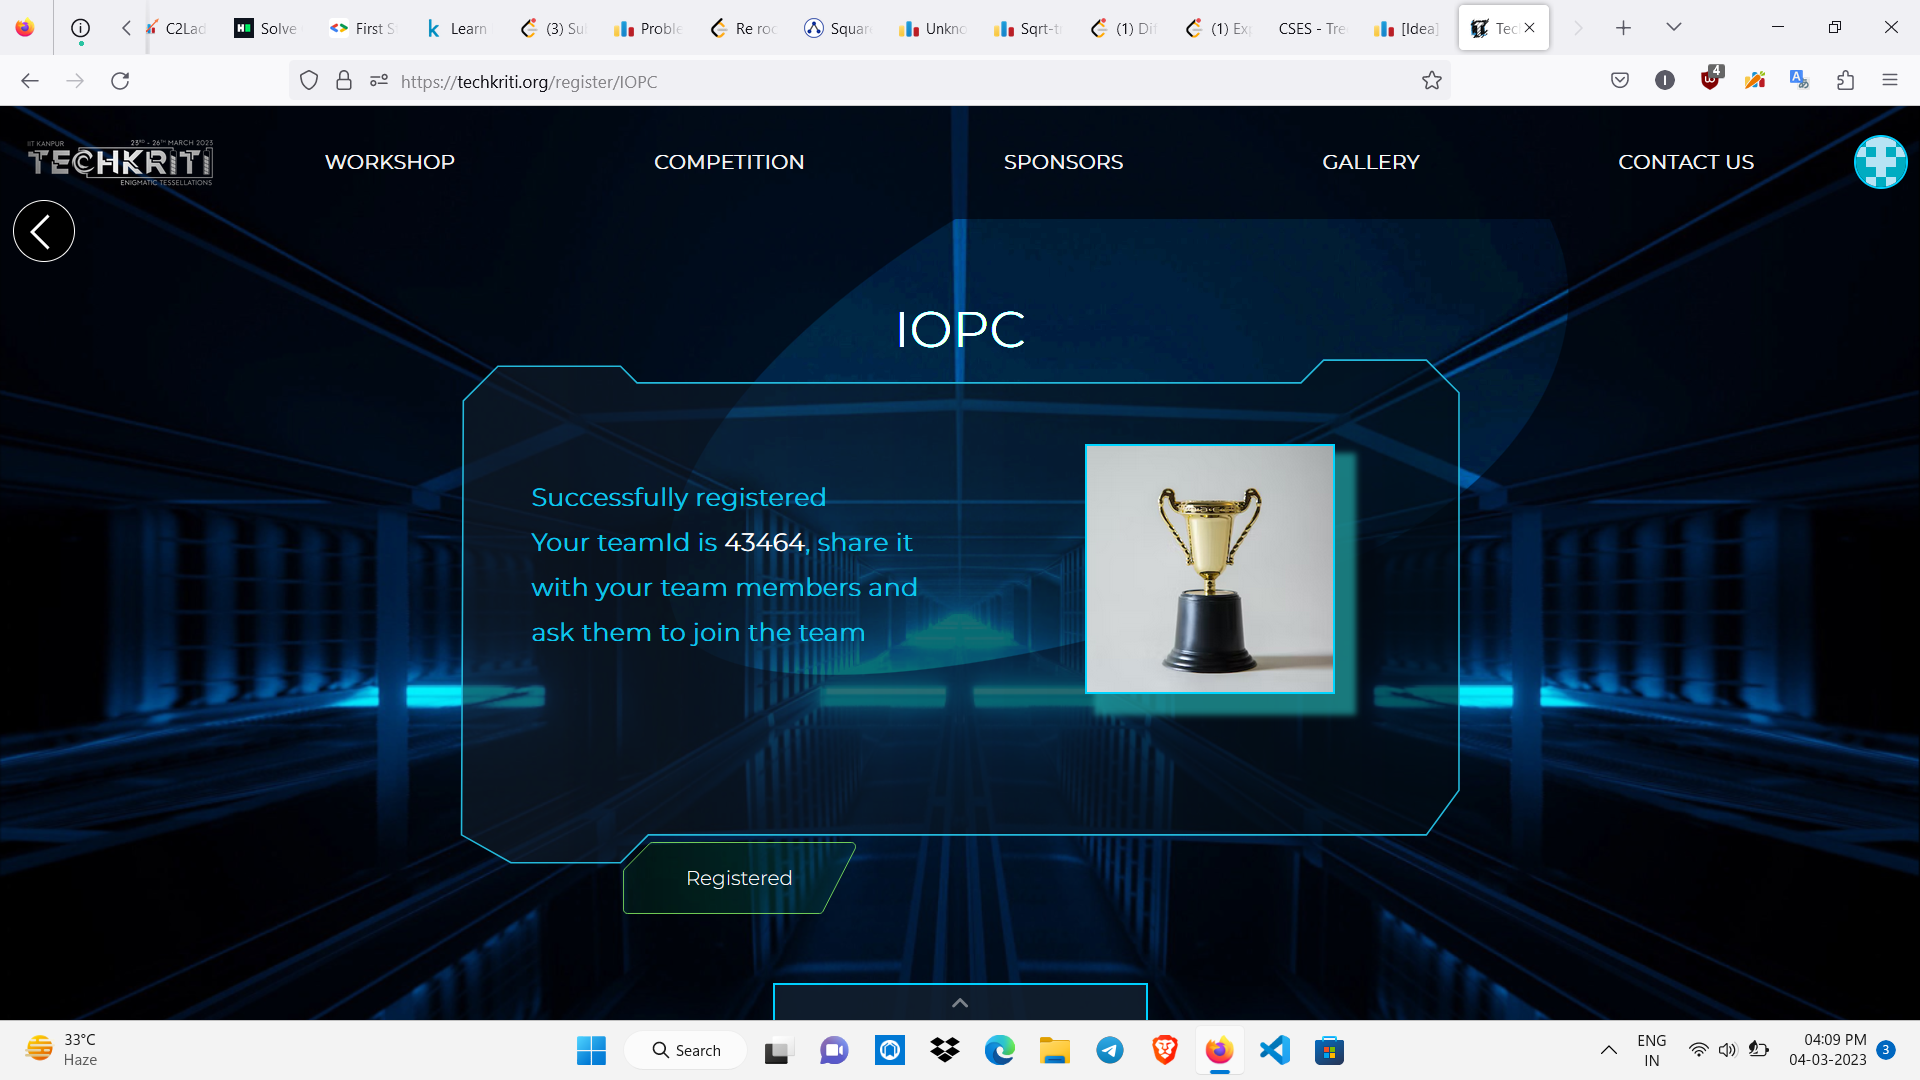 C2Lad
Solve
First S
Learn
(3) Su
Proble
Re roo
Squar
Unkno
Sqrt-t
(1) Dif
(1) Ex
CSES - Tre
[Idea]
Tec
https://techkriti.org/register/IOPC
4
IIT KANPUR
23RD - 26TH MARCH 2023
TECHKRITI
ENIGMATIC TESSELLATIONS
WORKSHOP
COMPETITION
SPONSORS
GALLERY
CONTACT US
IOPC
Successfully registered
Your teamId is 43464, share it
with your team members and
ask them to join the team
Registered
33°C
Haze
Search
ENG
IN
04:09 PM
04-03-2023
3